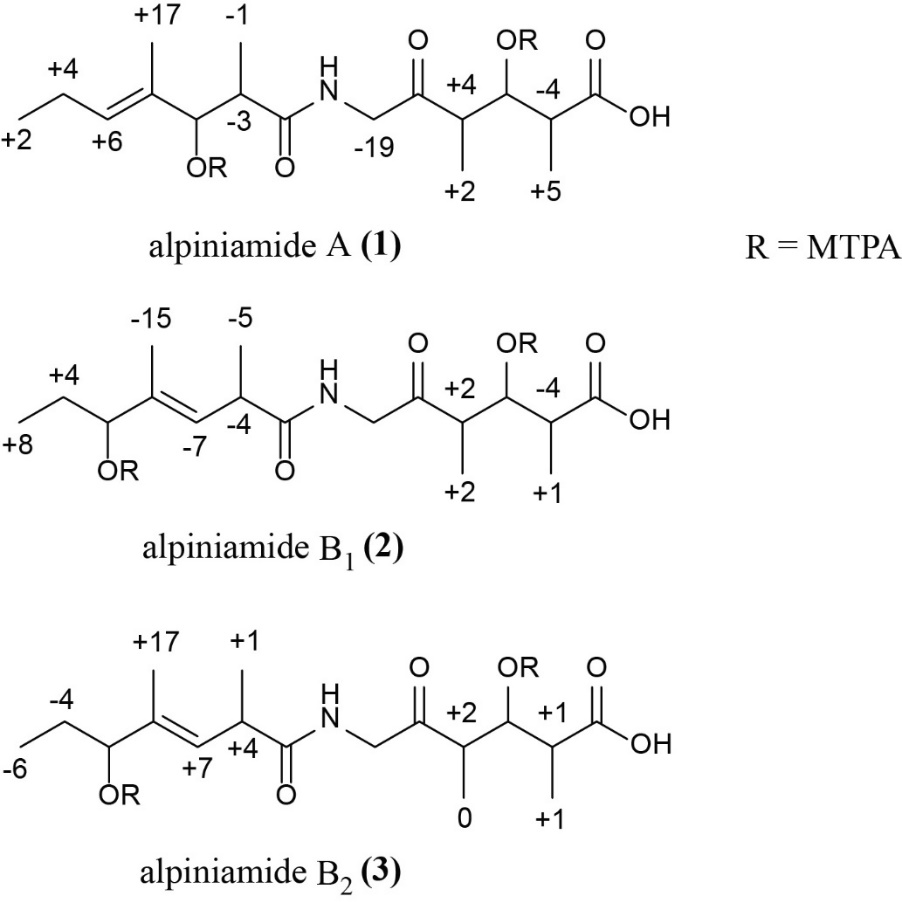 +17 -1
+4 H O OR O
N +4 -4
+2 +6 -3 -19 OH
OR O +2 +5
alpiniamide A (1) R = MTPA
-15 -5
+4 H O OR O
N +2 -4
+8 -7 -4 OH
OR O +2 +1
alpiniamide B1 (2)
+17 +1
-4 H O OR O
N +2 +1
-6 +7 +4 OH
OR O 0 +1
alpiniamide B2 (3)